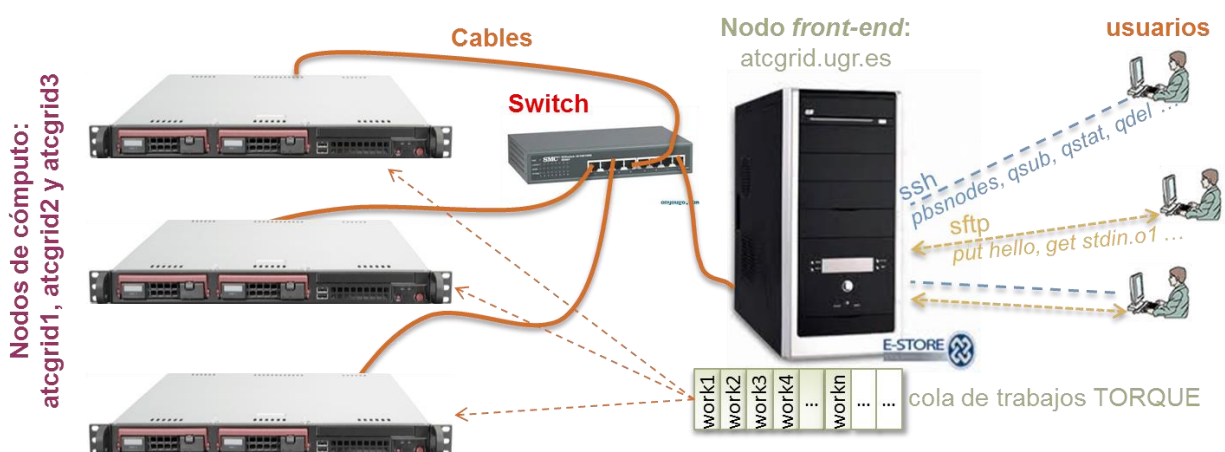 Nodos de cómputo:
atcgrid1, atcgrid2 y atcgrid3
Cables
Switch
SMC
Nodo front-end:
atcgrid.ugr.es
usuarios
ssh
pbsnodes, qsub, qstat, qdel ...
sftp
put hello, get stdin.o1 ...
E-STORE
work1
work2
work3
work4
...
workn
...
...
cola de trabajos TORQUE